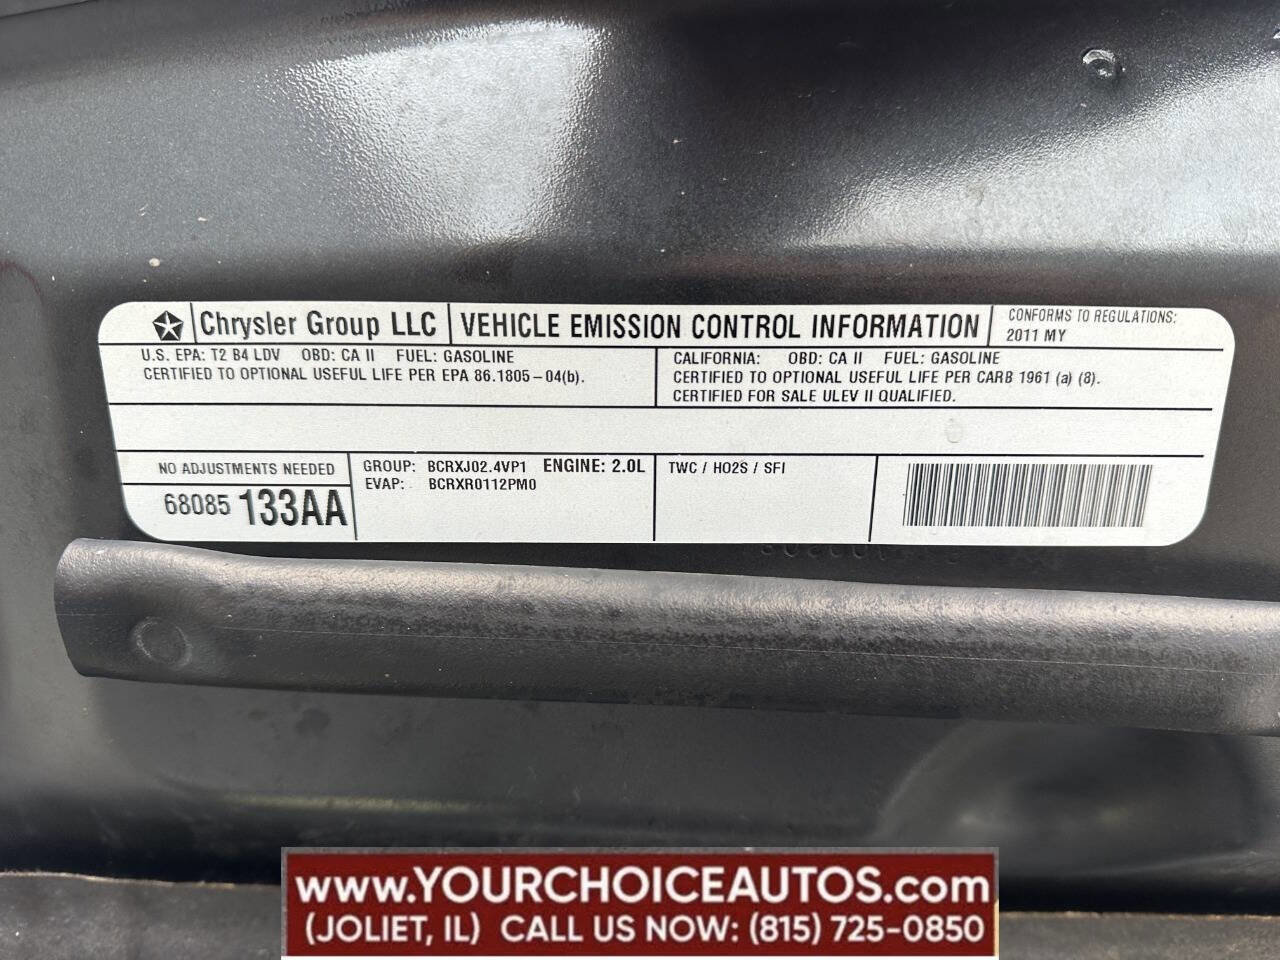 Chrysler Group LLC
VEHICLE EMISSION CONTROL INFORMATION
CONFORMS TO REGULATIONS:
2011 MY
U.S. EPA: T2 B4 LDV OBD: CA II FUEL: GASOLINE
CERTIFIED TO OPTIONAL USEFUL LIFE PER EPA 86.1805-04(b).
CALIFORNIA: OBD: CA II FUEL: GASOLINE
CERTIFIED TO OPTIONAL USEFUL LIFE PER CARB 1961 (a) (8).
CERTIFIED FOR SALE ULEV II QUALIFIED.
NO ADJUSTMENTS NEEDED
68085 133AA
GROUP: BCRXJ02.4VP1 ENGINE: 2.0L
EVAP: BCRXR0112PM0
TWC / HO2S / SFI
www.YOURCHOICEAUTOS.com
(JOLIET, IL) CALL US NOW: (815) 725-0850